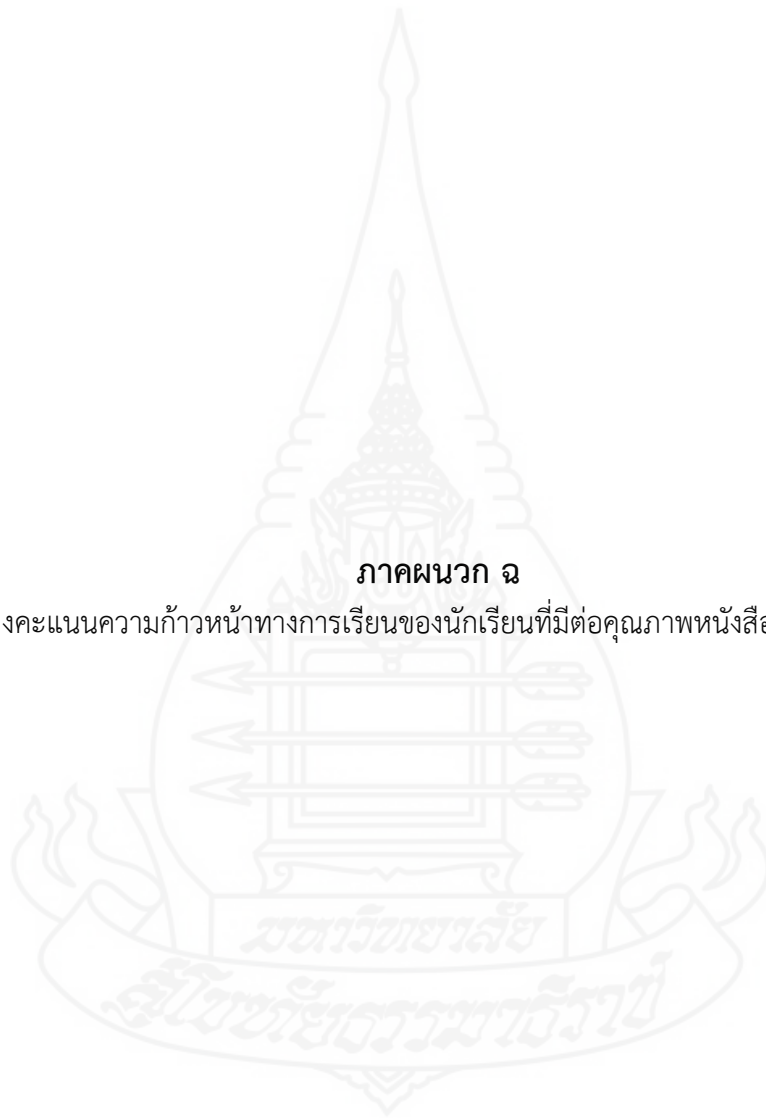 ภาคผนวก ฉ
งคะแนนความก้าวหน้าทางการเรียนของนักเรียนที่มีต่อคุณภาพหนังสือ
มหาวิทยาลัย
สุโขทัยธรรมาธิราช